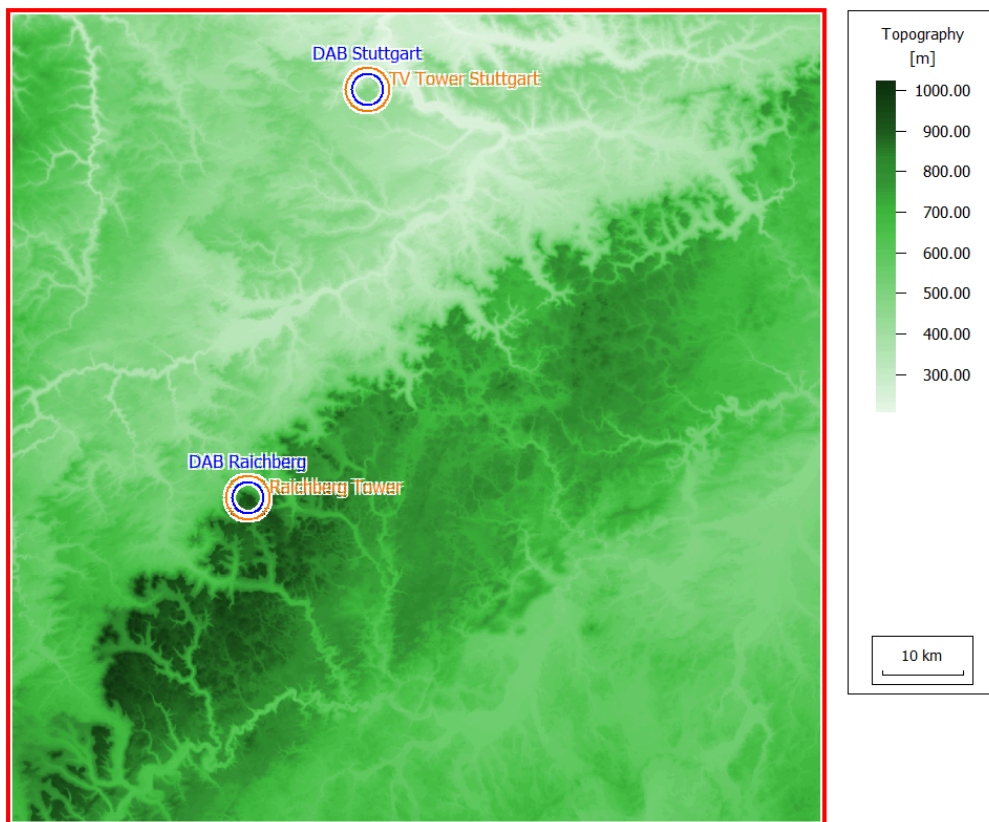 DAB Stuttgart
TV Tower Stuttgart
DAB Raichberg
Raichberg Tower
Topography
[m]
1000.00
900.00
800.00
700.00
600.00
500.00
400.00
300.00
10 km